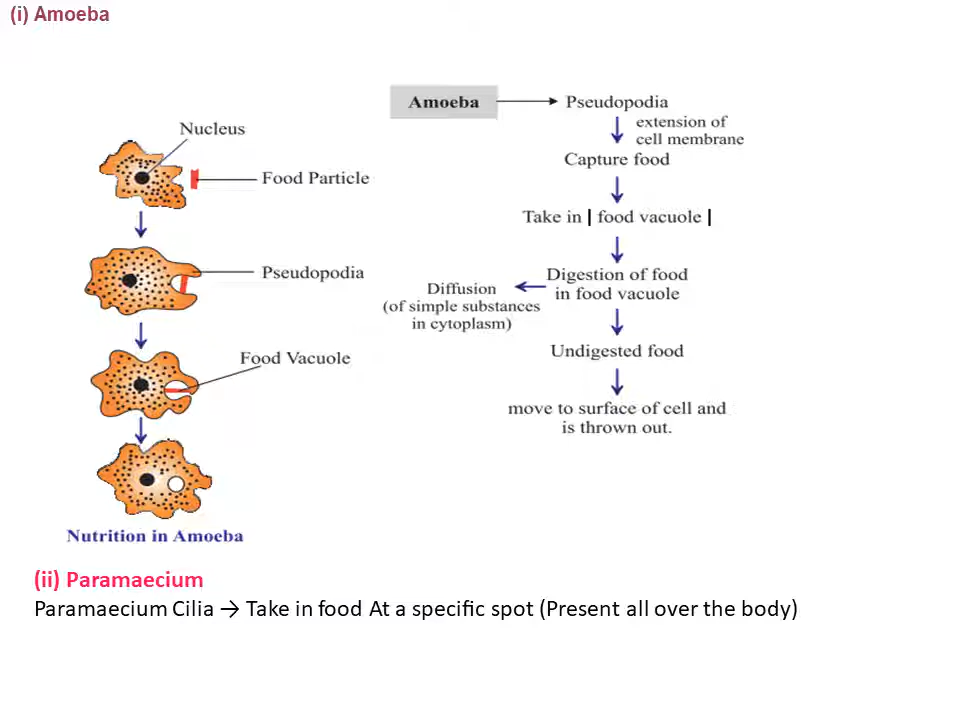 (i) Amoeba
Nucleus
Food Particle
Pseudopodia
Food Vacuole
Nutrition in Amoeba
Amoeba
Pseudopodia
extension of
cell membrane
Capture food
Take in | food vacuole |
Digestion of food
in food vacuole
Diffusion
(of simple substances
in cytoplasm)
Undigested food
move to surface of cell and
is thrown out.
(ii) Paramaecium
Paramaecium Cilia → Take in food At a specific spot (Present all over the body)